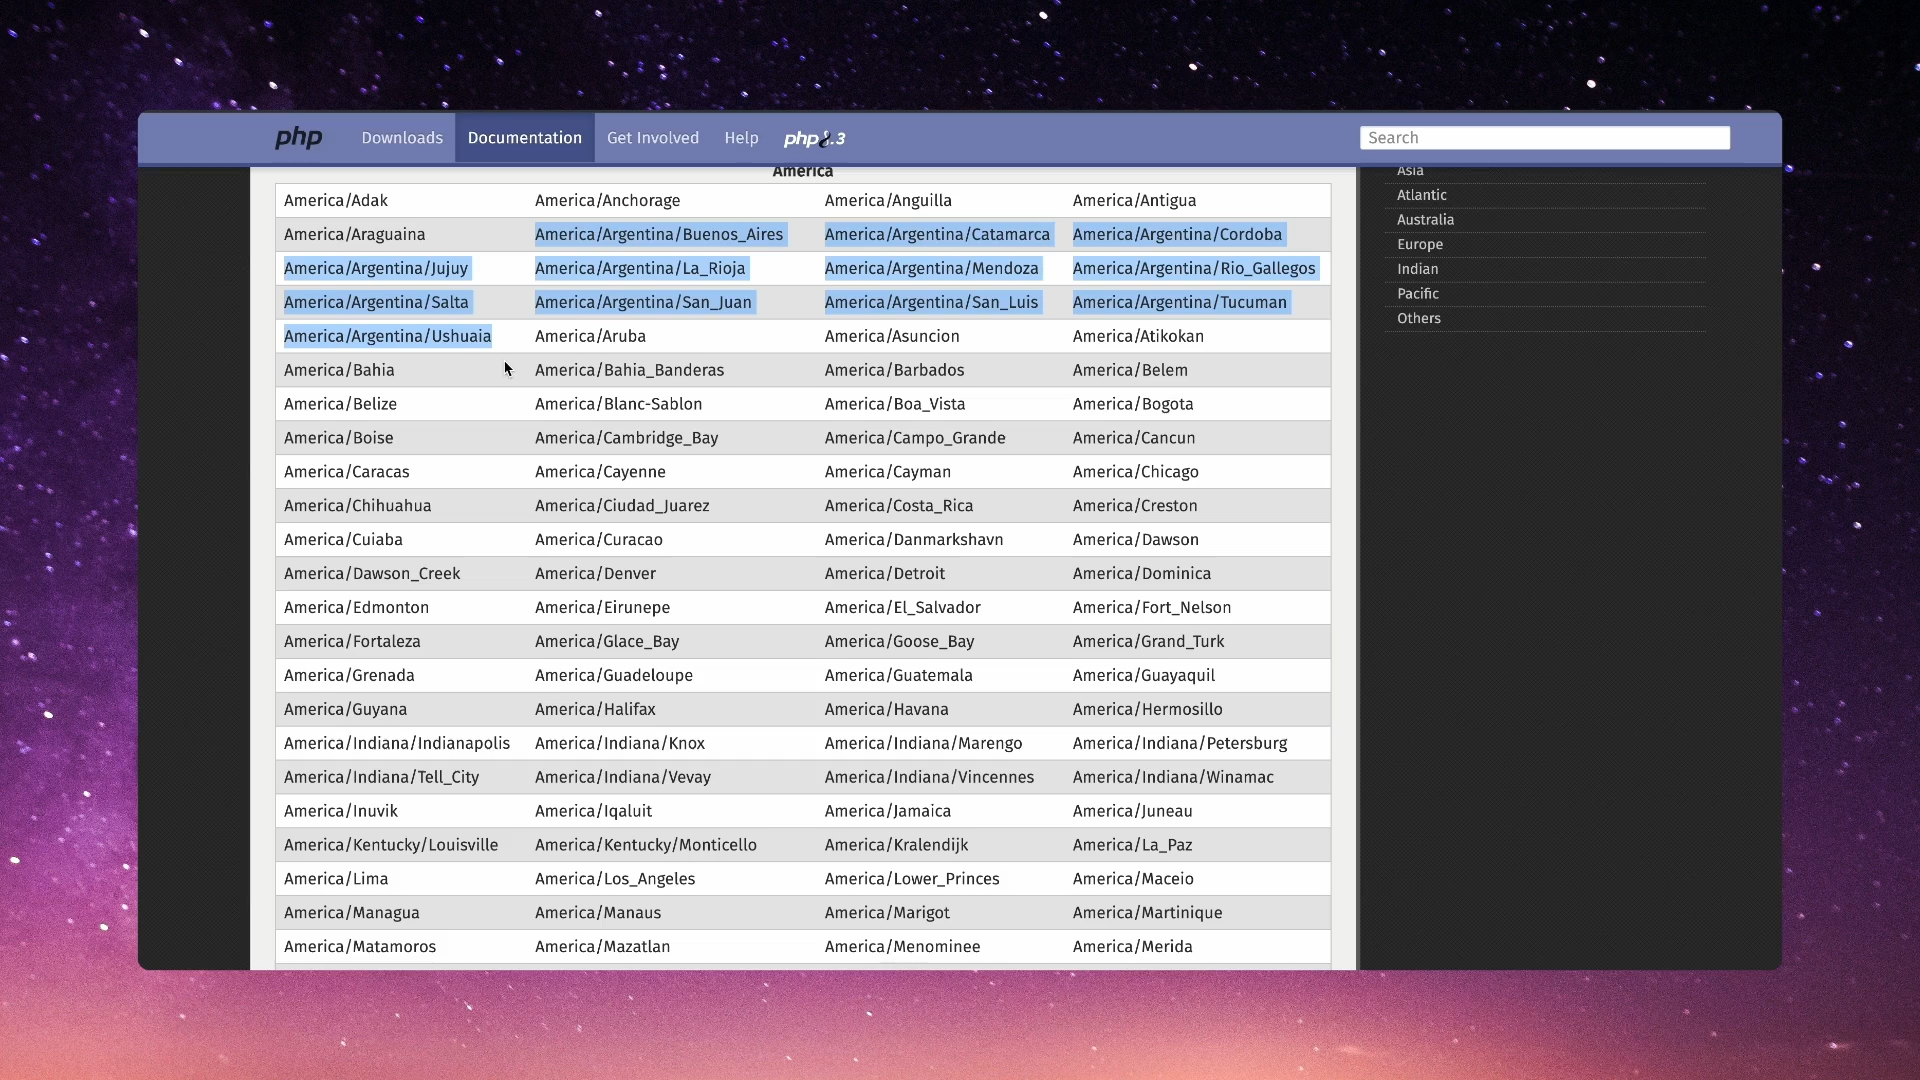 php Downloads Documentation Get Involved Help php8.3 Search
America
America/Adak America/Anchorage America/Anguilla America/Antigua
America/Araguaina America/Argentina/Buenos_Aires America/Argentina/Catamarca America/Argentina/Cordoba
America/Argentina/Jujuy America/Argentina/La_Rioja America/Argentina/Mendoza America/Argentina/Rio_Gallegos
America/Argentina/Salta America/Argentina/San_Juan America/Argentina/San_Luis America/Argentina/Tucuman
America/Argentina/Ushuaia America/Aruba America/Asuncion America/Atikokan
America/Bahia America/Bahia_Banderas America/Barbados America/Belem
America/Belize America/Blanc-Sablon America/Boa_Vista America/Bogota
America/Boise America/Cambridge_Bay America/Campo_Grande America/Cancun
America/Caracas America/Cayenne America/Cayman America/Chicago
America/Chihuahua America/Ciudad_Juarez America/Costa_Rica America/Creston
America/Cuiaba America/Curacao America/Danmarkshavn America/Dawson
America/Dawson_Creek America/Denver America/Detroit America/Dominica
America/Edmonton America/Eirunepe America/El_Salvador America/Fort_Nelson
America/Fortaleza America/Glace_Bay America/Goose_Bay America/Grand_Turk
America/Grenada America/Guadeloupe America/Guatemala America/Guayaquil
America/Guyana America/Halifax America/Havana America/Hermosillo
America/Indiana/Indianapolis America/Indiana/Knox America/Indiana/Marengo America/Indiana/Petersburg
America/Indiana/Tell_City America/Indiana/Vevay America/Indiana/Vincennes America/Indiana/Winamac
America/Inuvik America/Iqaluit America/Jamaica America/Juneau
America/Kentucky/Louisville America/Kentucky/Monticello America/Kralendijk America/La_Paz
America/Lima America/Los_Angeles America/Lower_Princes America/Maceio
America/Managua America/Manaus America/Marigot America/Martinique
America/Matamoros America/Mazatlan America/Menominee America/Merida
Asia
Atlantic
Australia
Europe
Indian
Pacific
Others